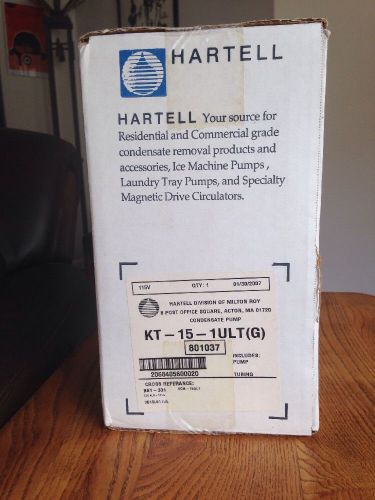 HARTELL
HARTELL Your source for
Residential and Commercial grade
condensate removal products and
accessories, Ice Machine Pumps ,
Laundry Tray Pumps, and Specialty
Magnetic Drive Circulators.
115V QTY: 1 01/30/2007
HARTELL DIVISION OF MILTON ROY
8 POST OFFICE SQUARE, ACTON, MA 01720
CONDENSATE PUMP
KT-15-1ULT(G)
801037
INCLUDES:
PUMP
TUBING
2068405600020
CROSS REFERANCE: